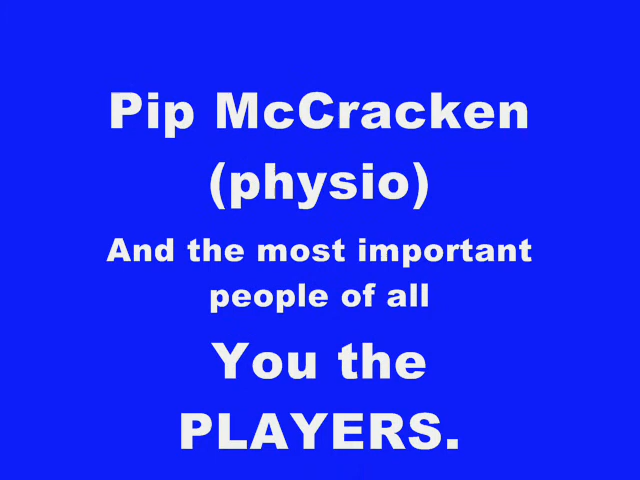 Pip McCracken
(physio)
And the most important
people of all
You the
PLAYERS.